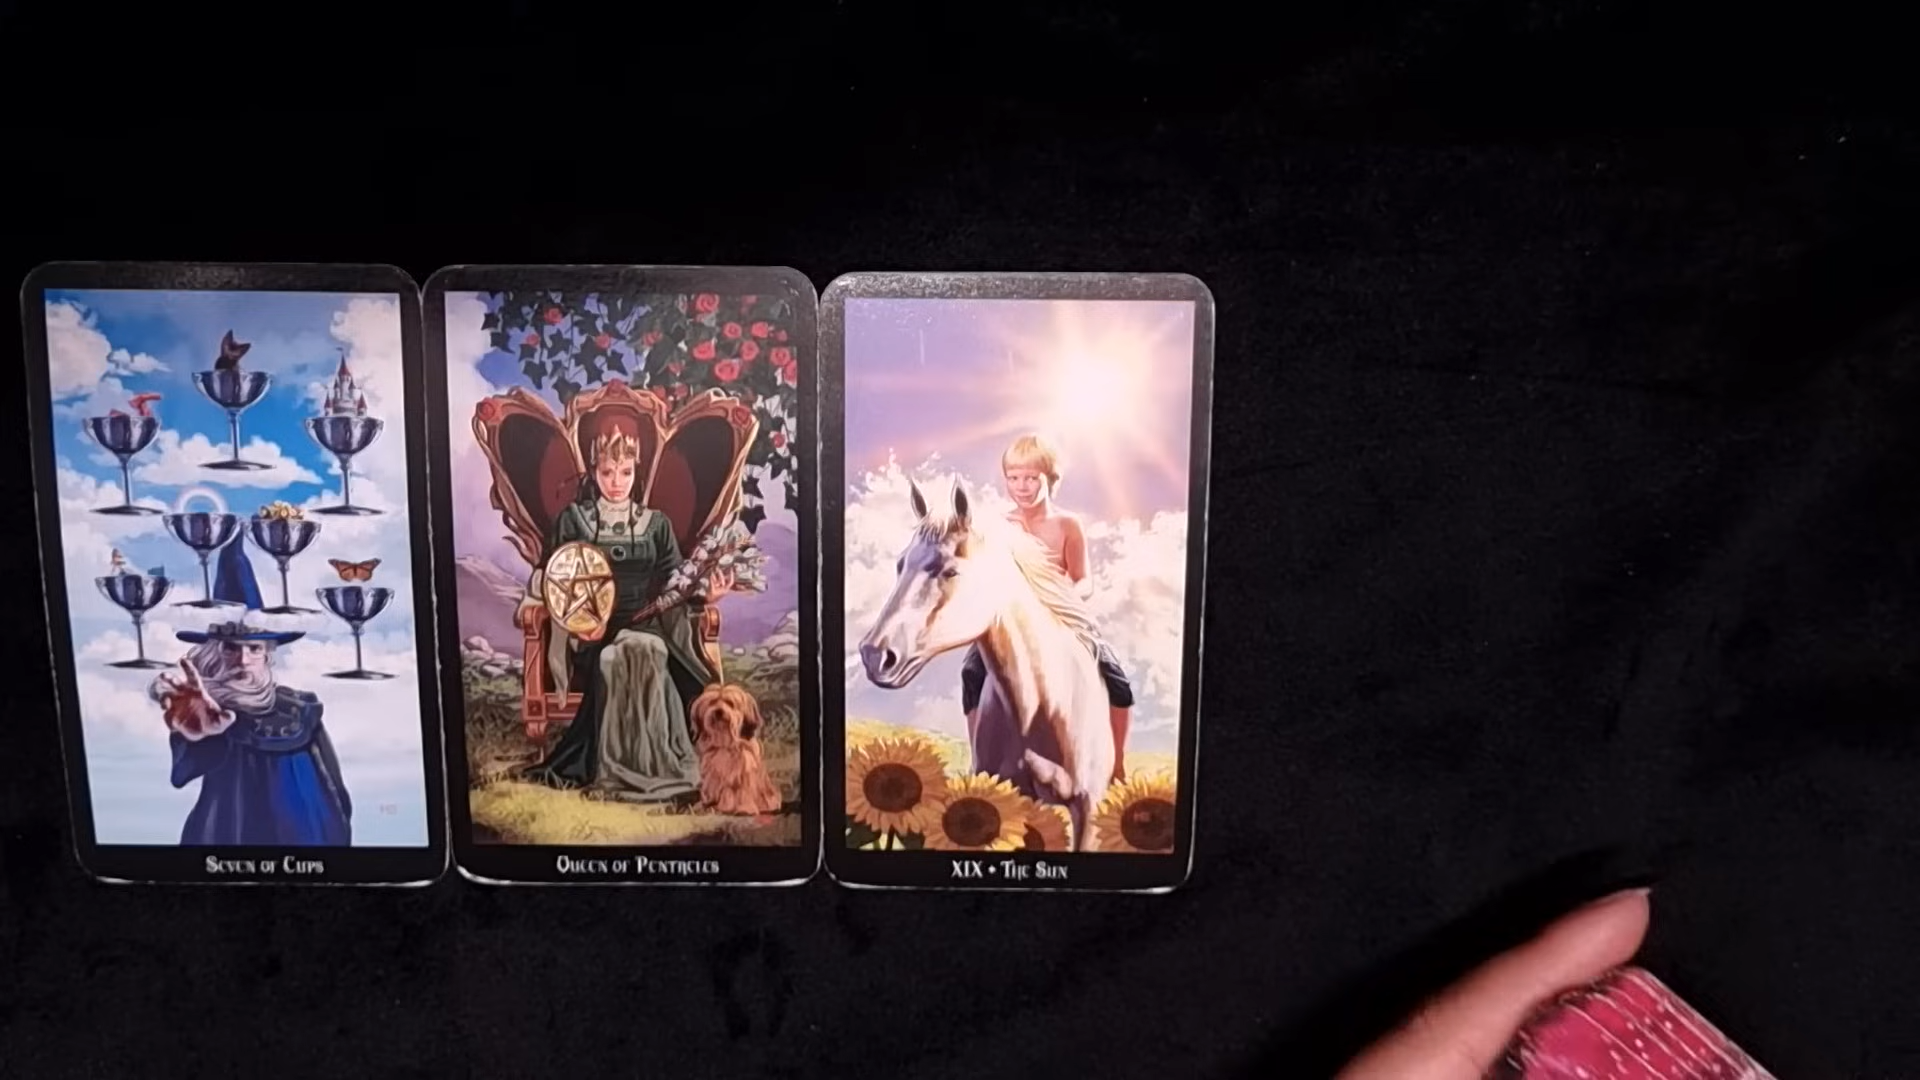 Seven of Cups
Queen of Pentacles
XIX • The Sun